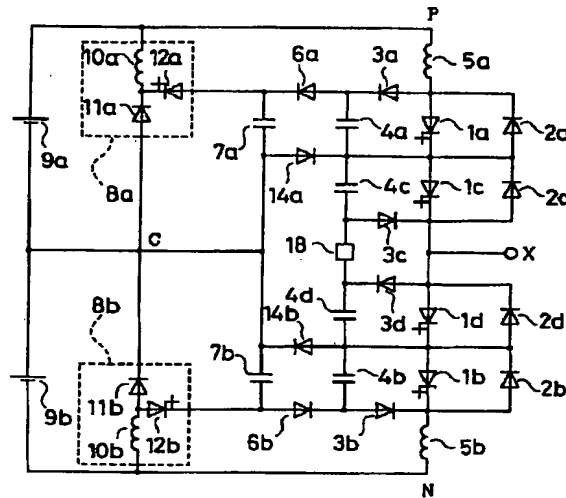 P
10a 12a 6a 3a 5a
11a 7a 4a 1a 2a
9a 8a 14a 4c 1c 2c
C 18 3c X
8b 4d 3d
14b 1d 2d
7b
9b 11b 4b 1b 2b
10b 12b 6b 3b 5b
N